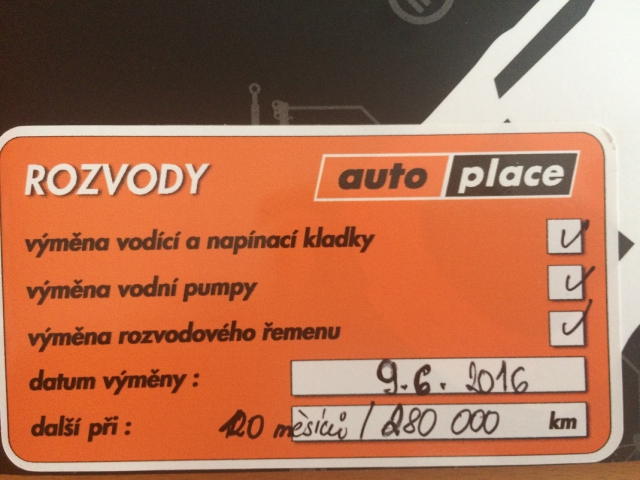 ROZVODY auto place
výměna vodící a napínací kladky
výměna vodní pumpy
výměna rozvodového řemenu
datum výměny : 9.6.2016
další při : 120 měsíců / 280 000 km